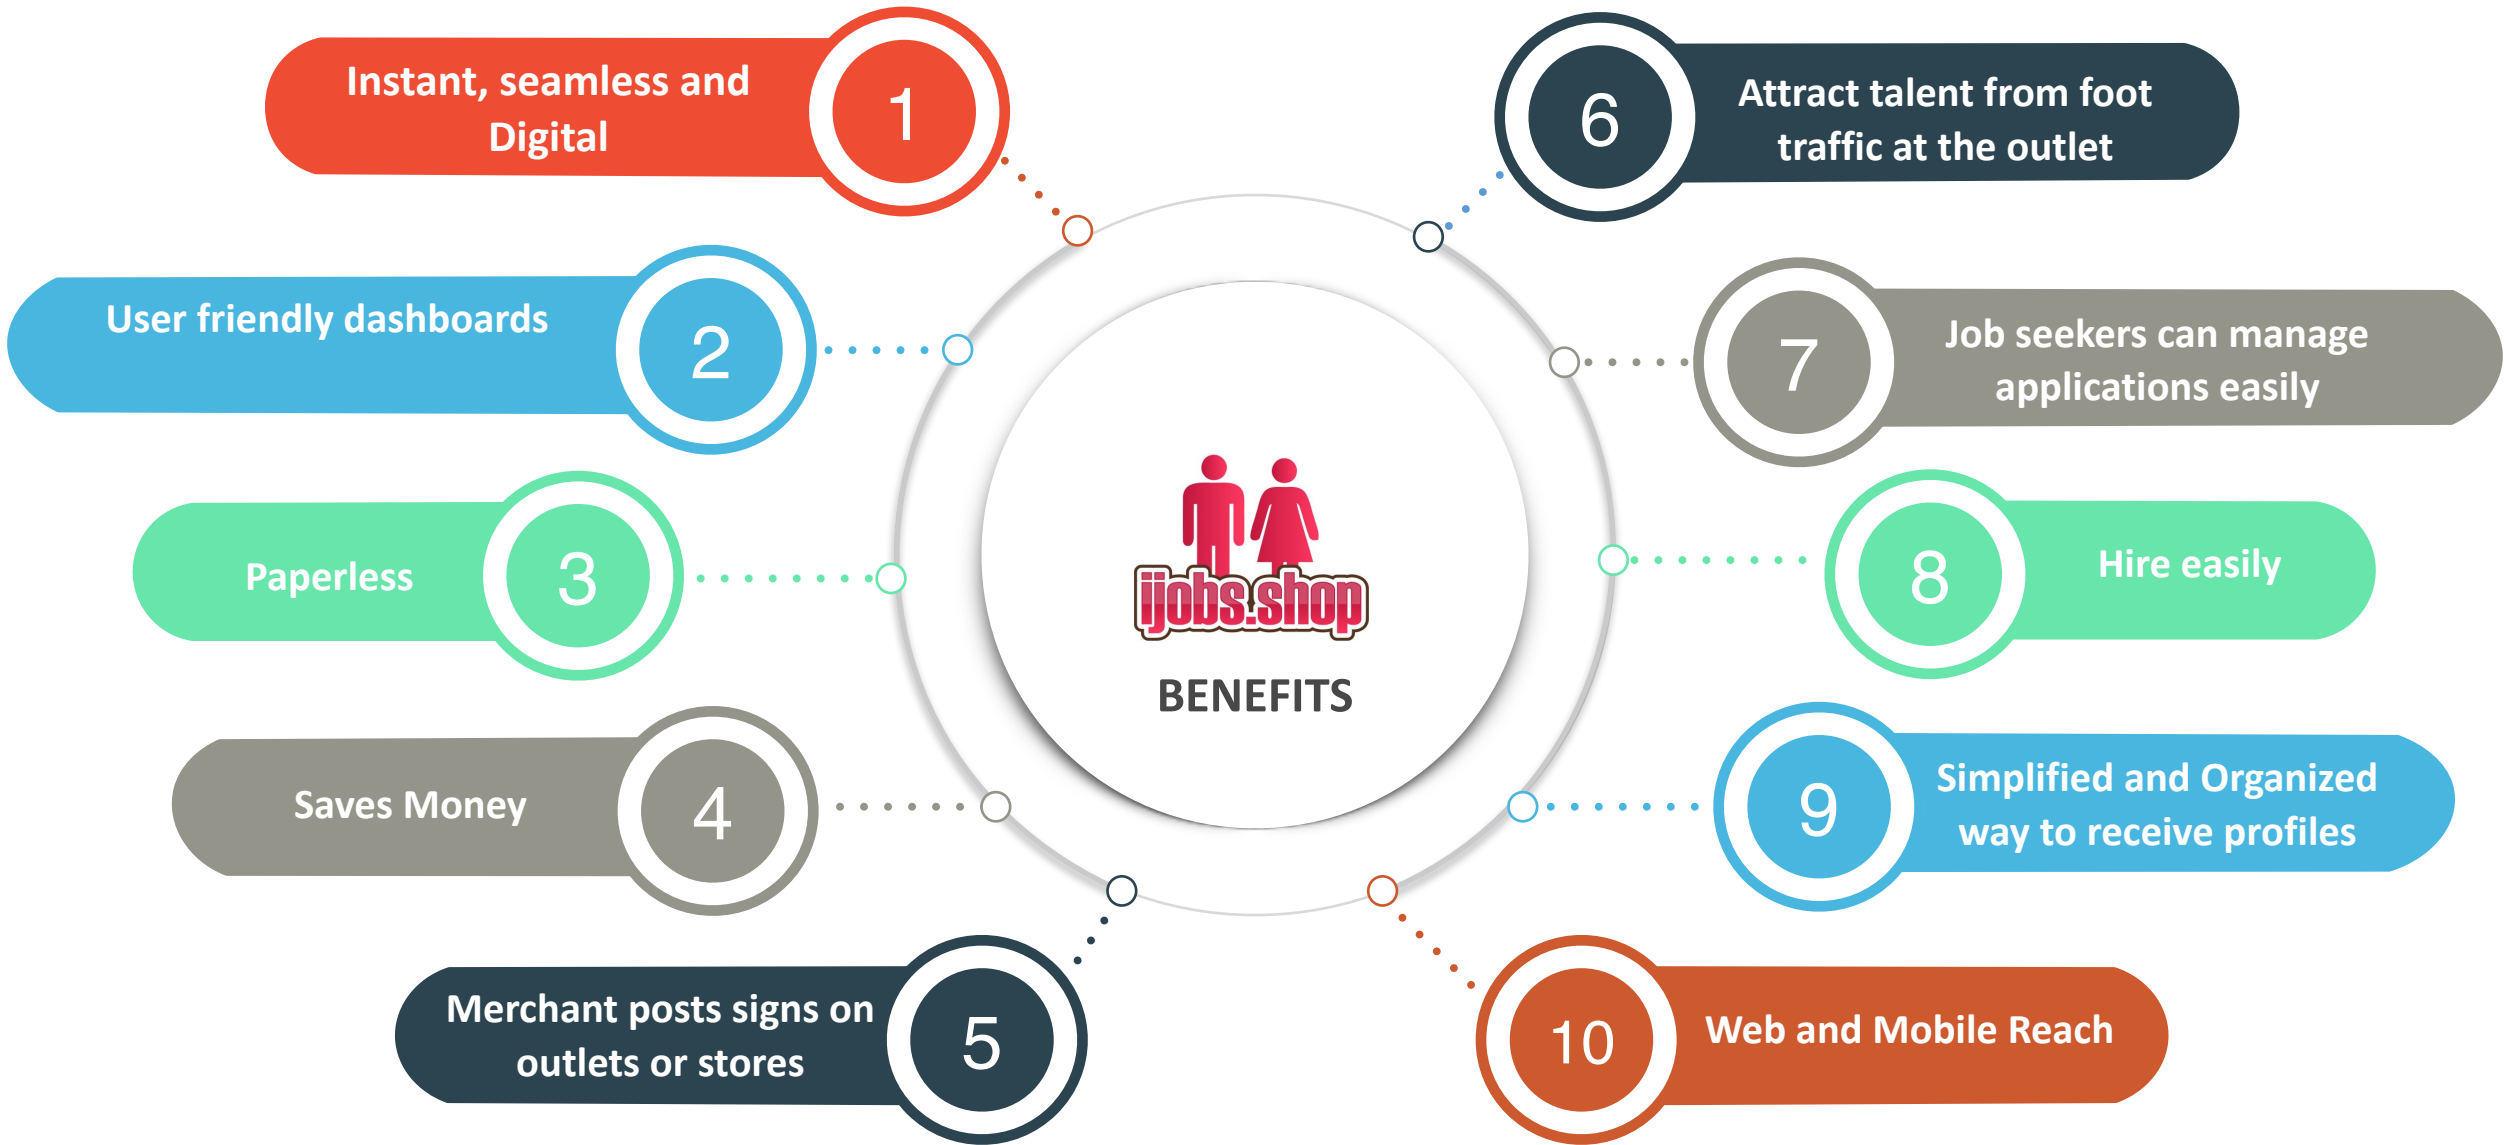 1
Instant, seamless and
Digital
2
User friendly dashboards
3
Paperless
4
Saves Money
5
Merchant posts signs on
outlets or stores
ijobs.shop
BENEFITS
6
Attract talent from foot
traffic at the outlet
7
Job seekers can manage
applications easily
8
Hire easily
9
Simplified and Organized
way to receive profiles
10
Web and Mobile Reach